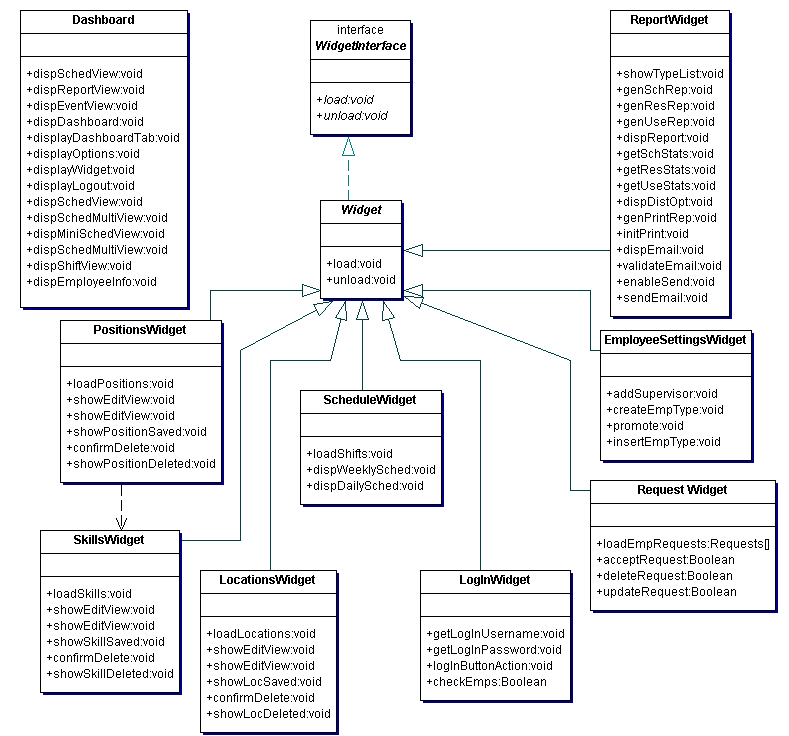 Dashboard
+dispSchedView:void
+dispReportView:void
+dispEventView:void
+dispDashboard:void
+displayDashboardTab:void
+displayOptions:void
+displayWidget:void
+displayLogout:void
+dispSchedView:void
+dispSchedMultiView:void
+dispMiniSchedView:void
+dispSchedMultiView:void
+dispShiftView:void
+dispEmployeeInfo:void
interface
WidgetInterface
+load:void
+unload:void
ReportWidget
+showTypeList:void
+genSchRep:void
+genResRep:void
+genUseRep:void
+dispReport:void
+getSchStats:void
+getResStats:void
+getUseStats:void
+dispDistOpt:void
+genPrintRep:void
+initPrint:void
+dispEmail:void
+validateEmail:void
+enableSend:void
+sendEmail:void
Widget
+load:void
+unload:void
PositionsWidget
+loadPositions:void
+showEditView:void
+showEditView:void
+showPositionSaved:void
+confirmDelete:void
+showPositionDeleted:void
EmployeeSettingsWidget
+addSupervisor:void
+createEmpType:void
+promote:void
+insertEmpType:void
ScheduleWidget
+loadShifts:void
+dispWeeklySched:void
+dispDailySched:void
Request Widget
+loadEmpRequests:Requests[]
+acceptRequest:Boolean
+deleteRequest:Boolean
+updateRequest:Boolean
SkillsWidget
+loadSkills:void
+showEditView:void
+showEditView:void
+showSkillSaved:void
+confirmDelete:void
+showSkillDeleted:void
LocationsWidget
+loadLocations:void
+showEditView:void
+showEditView:void
+showLocSaved:void
+confirmDelete:void
+showLocDeleted:void
LogInWidget
+getLogInUsername:void
+getLogInPassword:void
+logInButtonAction:void
+checkEmps:Boolean